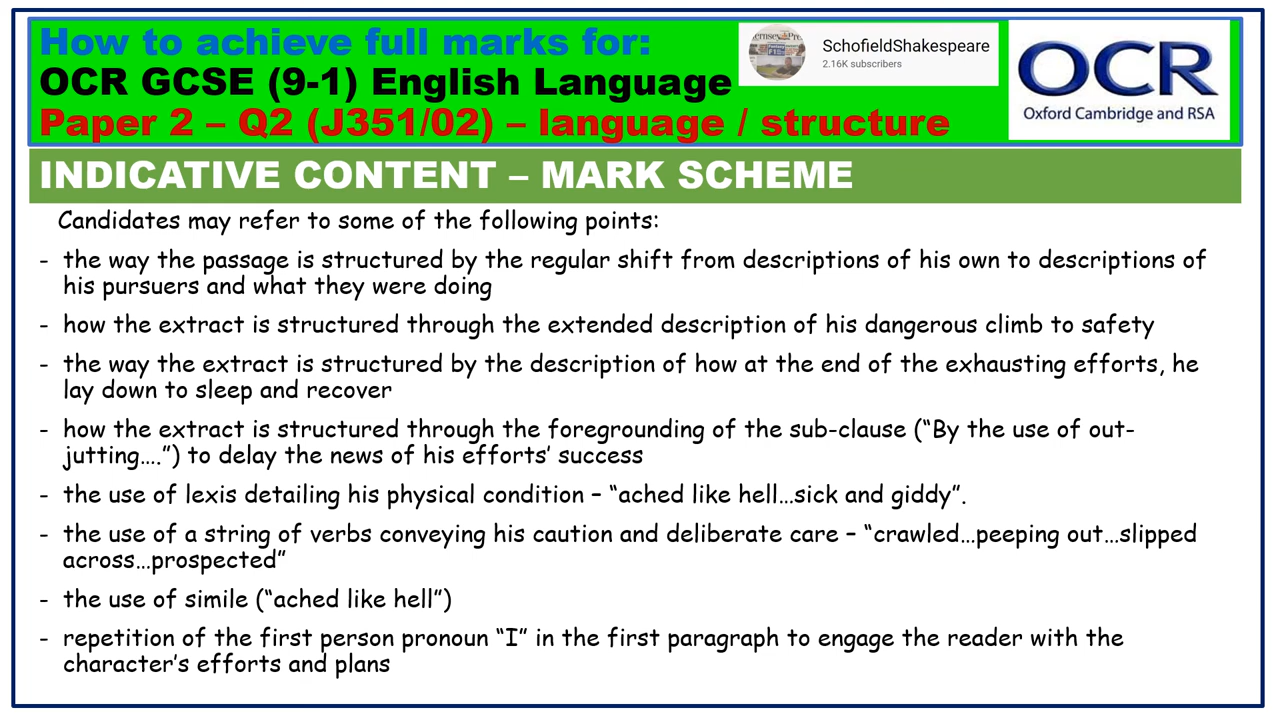 How to achieve full marks for:
OCR GCSE (9-1) English Language
Paper 2 – Q2 (J351/02) – language / structure
SchofieldShakespeare
2.16K subscribers
OCR
Oxford Cambridge and RSA
INDICATIVE CONTENT – MARK SCHEME
Candidates may refer to some of the following points:
- the way the passage is structured by the regular shift from descriptions of his own to descriptions of
his pursuers and what they were doing
- how the extract is structured through the extended description of his dangerous climb to safety
- the way the extract is structured by the description of how at the end of the exhausting efforts, he
lay down to sleep and recover
- how the extract is structured through the foregrounding of the sub-clause (“By the use of out-
jutting….”) to delay the news of his efforts’ success
- the use of lexis detailing his physical condition – “ached like hell…sick and giddy”.
- the use of a string of verbs conveying his caution and deliberate care – “crawled…peeping out…slipped
across…prospected”
- the use of simile (“ached like hell”)
- repetition of the first person pronoun “I” in the first paragraph to engage the reader with the
character’s efforts and plans